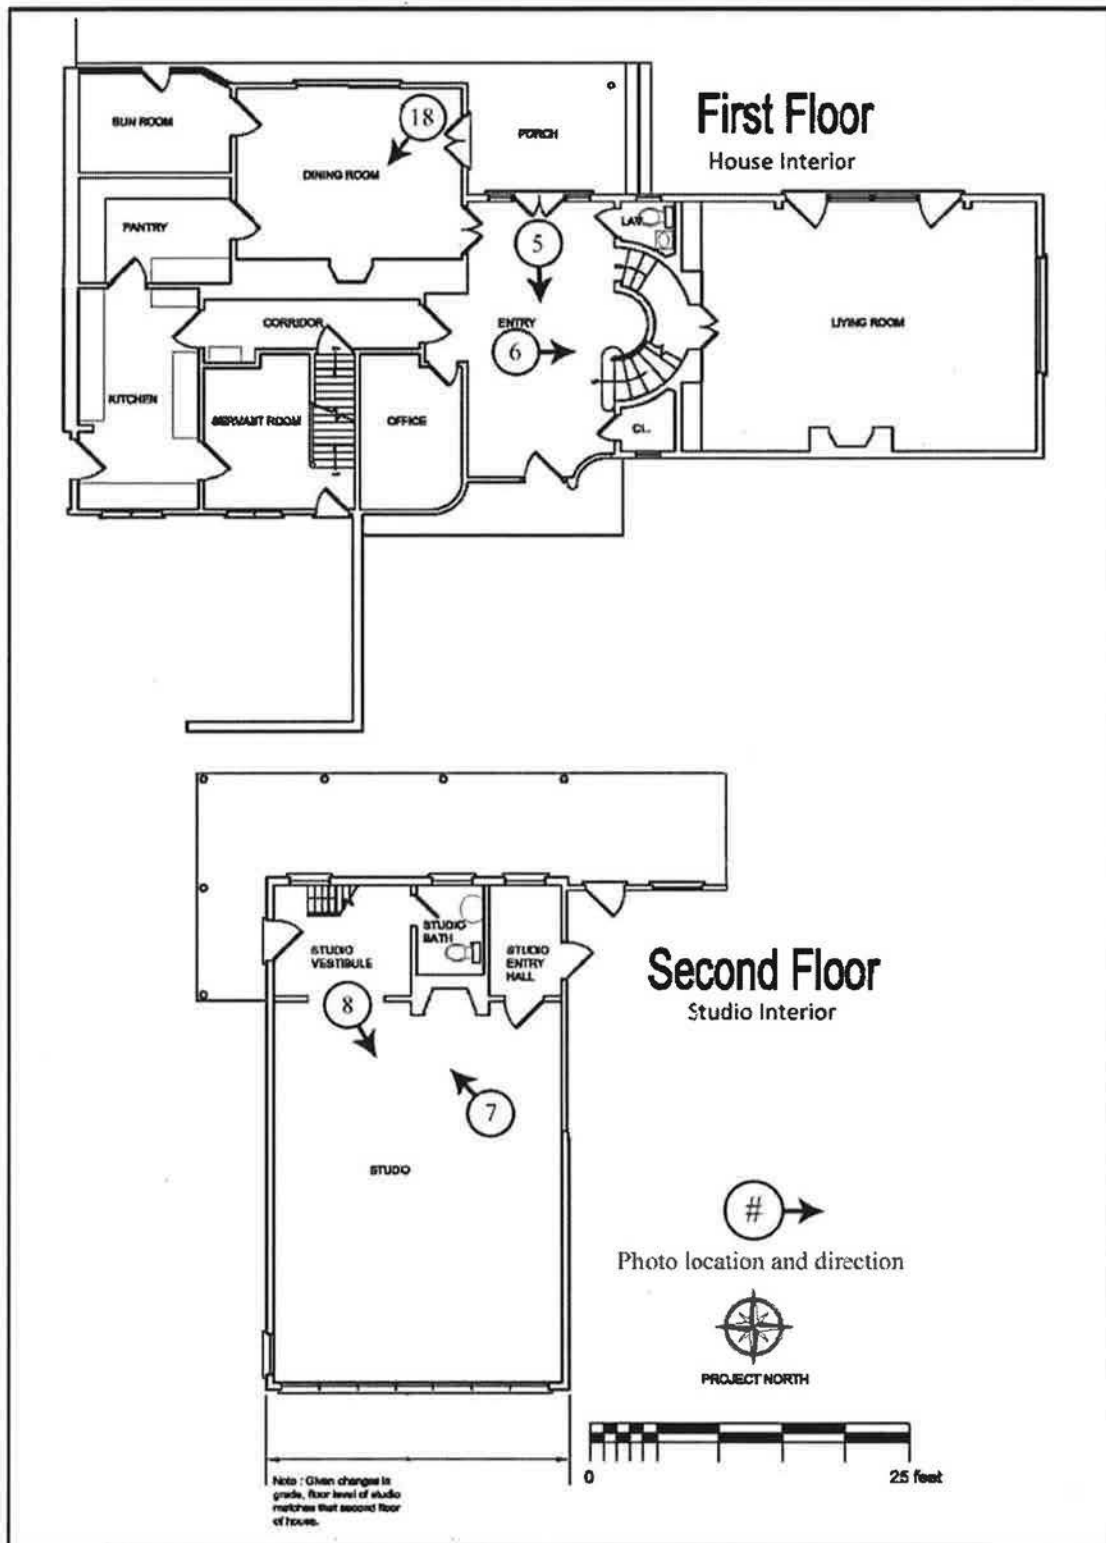 First Floor
House Interior
SUN ROOM
18
PORCH
DINING ROOM
PANTRY
LAV.
5
CORRIDOR
ENTRY
LIVING ROOM
6
KITCHEN
SERVANT ROOM
OFFICE
CL.
STUDIO
BATH
STUDIO
VESTIBULE
STUDIO
ENTRY
HALL
Second Floor
Studio Interior
8
7
STUDIO
#
Photo location and direction
PROJECT NORTH
0
25 feet
Note : Given changes in
grade, floor level of studio
matches that second floor
of house.